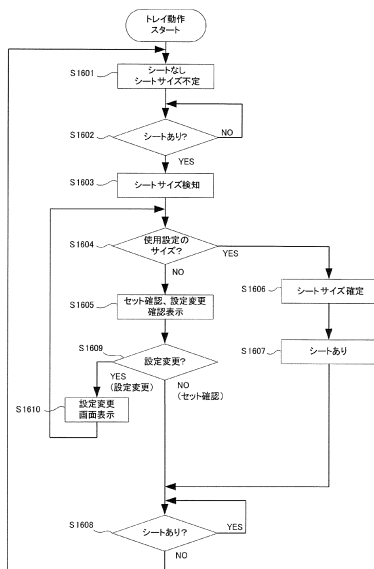 トレイ動作
スタート
S1601
シートなし
シートサイズ不定
S1602
シートあり?
NO
YES
S1603
シートサイズ検知
S1604
使用設定の
サイズ?
YES
NO
S1605
セット確認、設定変更
確認表示
S1606
シートサイズ確定
S1609
設定変更?
S1607
シートあり
YES
(設定変更)
NO
(セット確認)
S1610
設定変更
画面表示
S1608
シートあり?
YES
NO